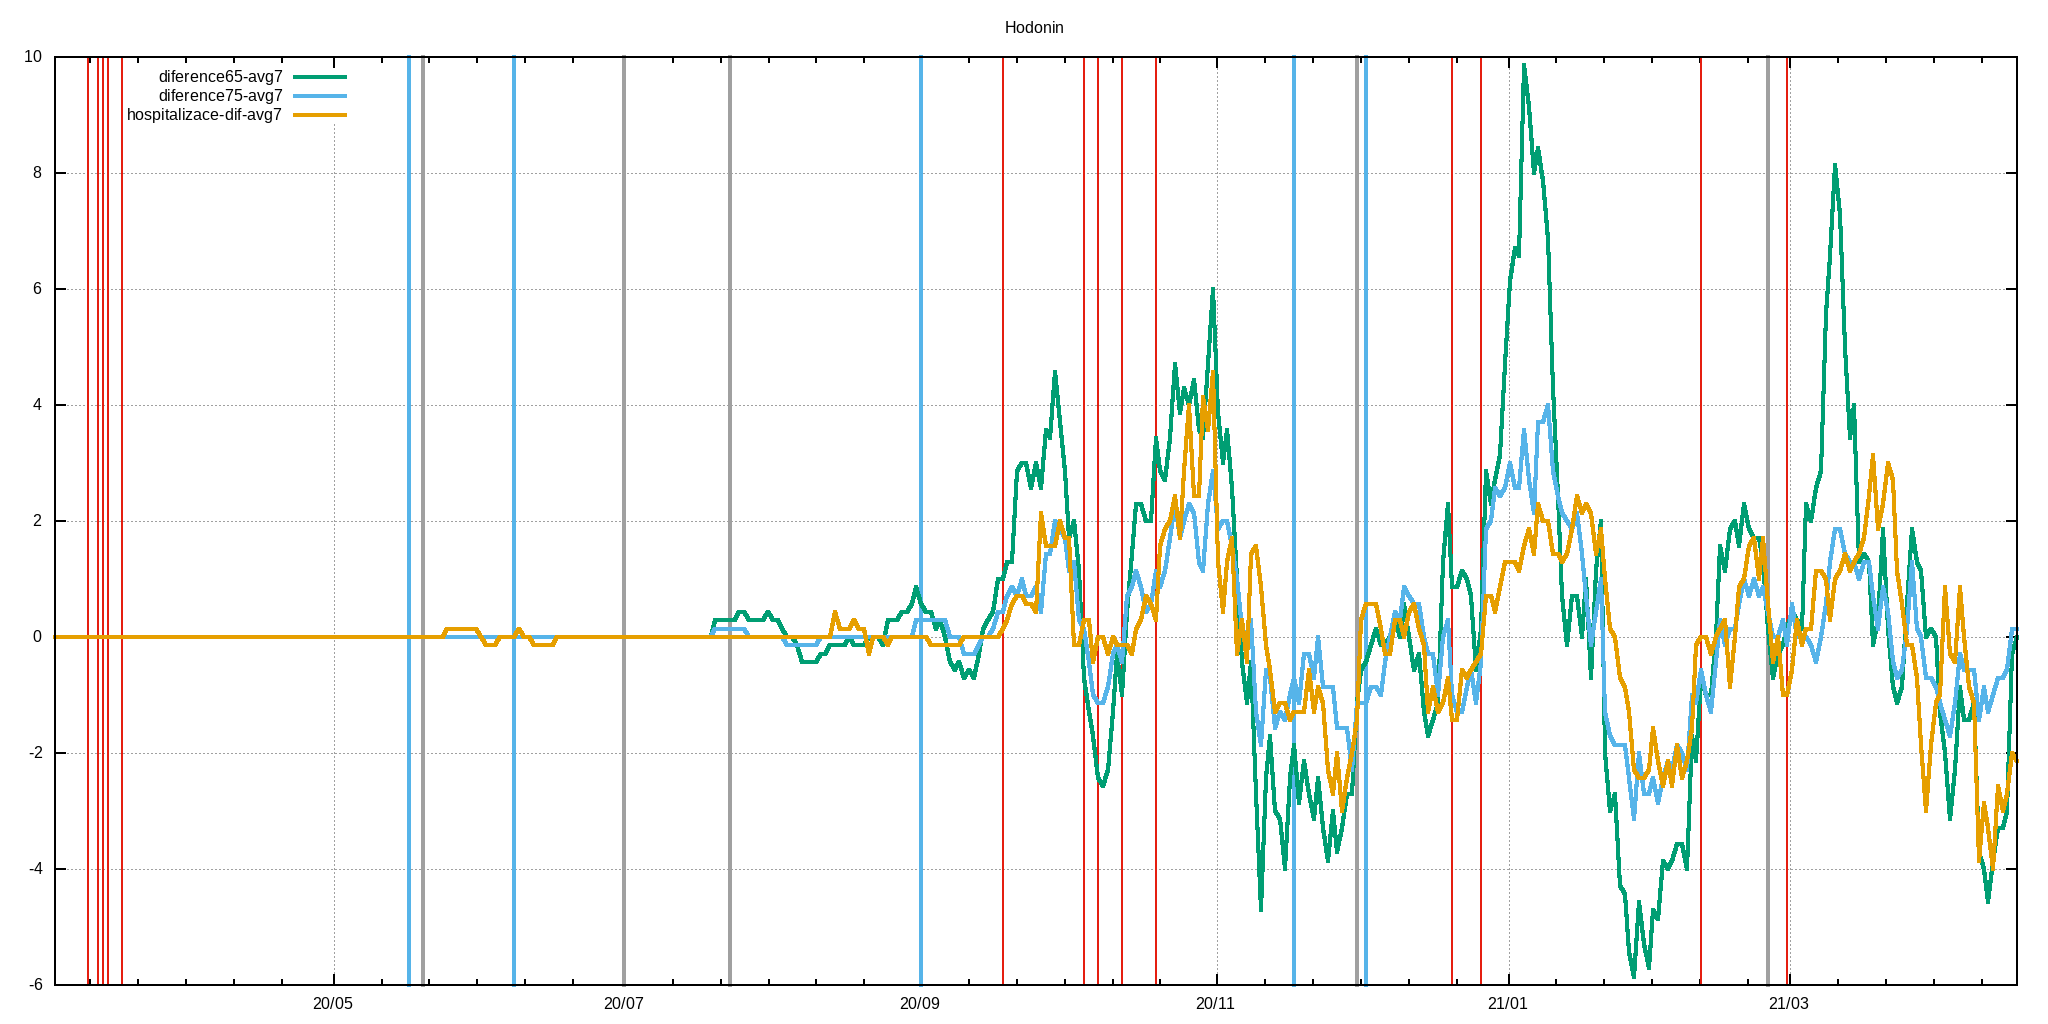 Hodonin
10
diference65-avg7
diference75-avg7
hospitalizace-dif-avg7
8
6
4
2
0
-2
-4
-6
20/05 20/07 20/09 20/11 21/01 21/03